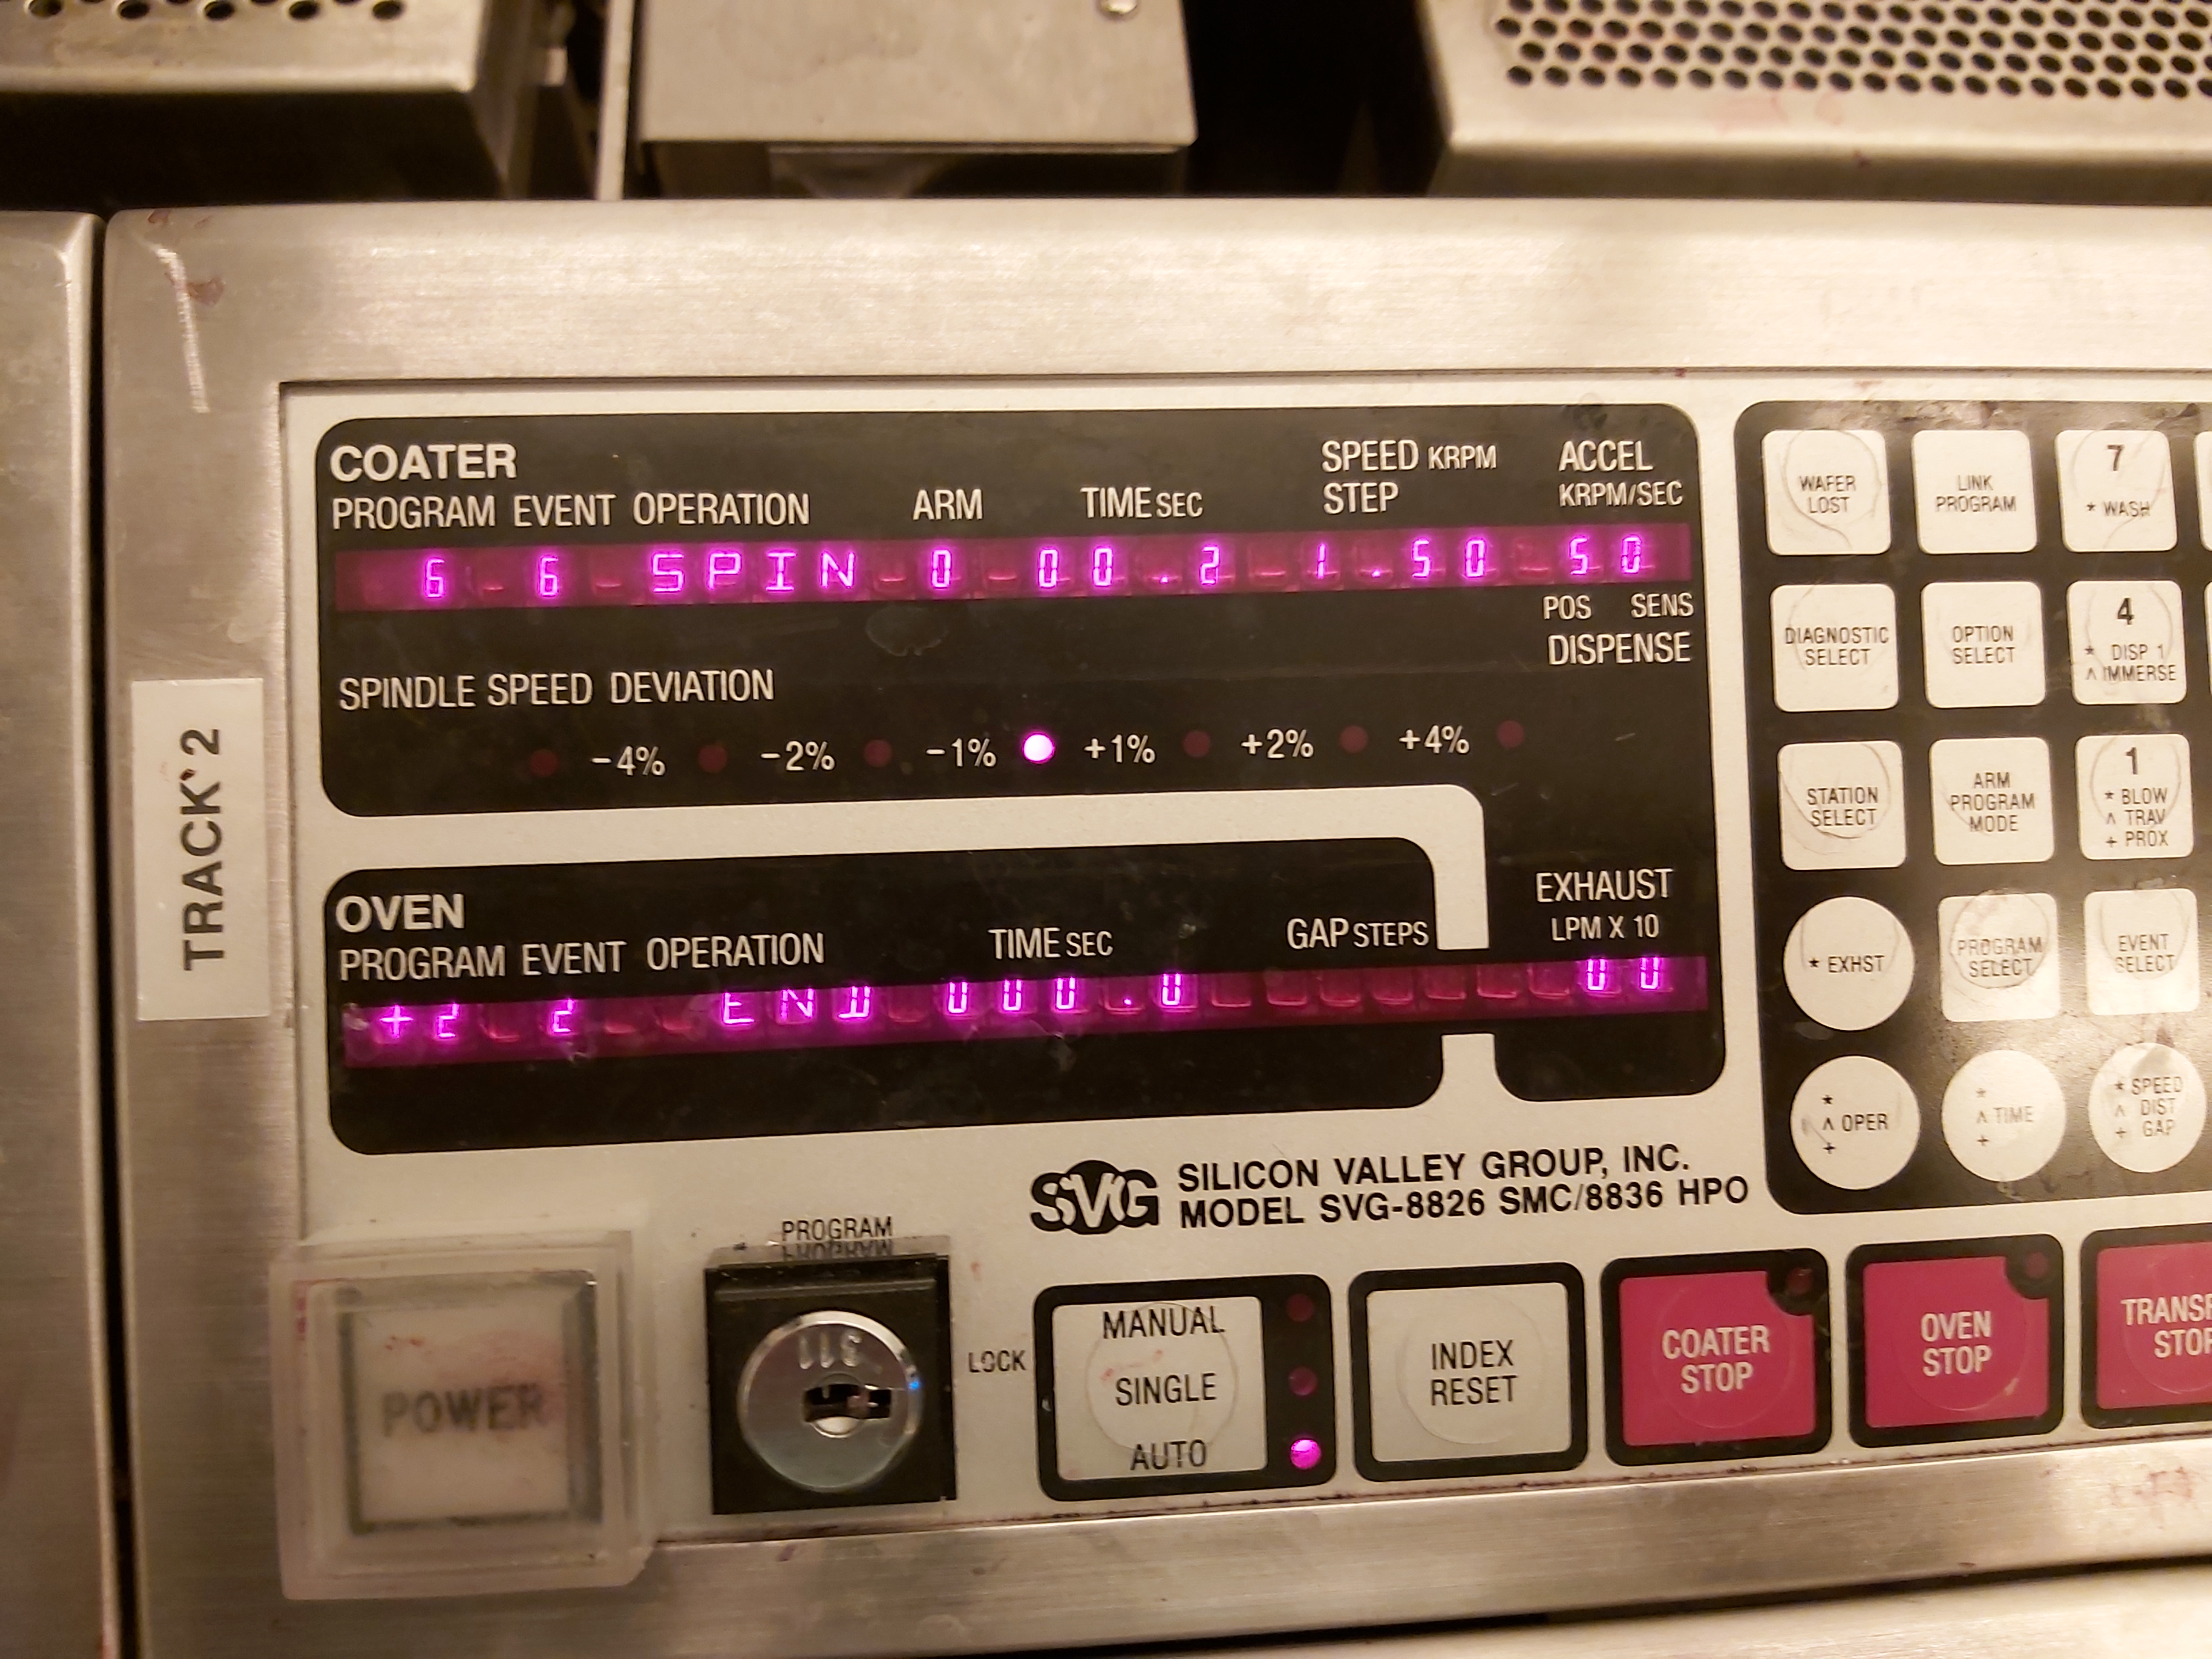 COATER
PROGRAM EVENT OPERATION ARM TIME SEC SPEED KRPM STEP ACCEL KRPM/SEC
6 6 SPIN 0 00.2 1.50 50
POS SENS
DISPENSE
SPINDLE SPEED DEVIATION
-4% -2% -1% +1% +2% +4%
TRACK 2
OVEN
PROGRAM EVENT OPERATION TIME SEC GAP STEPS EXHAUST LPM X 10
+2 2 END 000.0 00
SVG SILICON VALLEY GROUP, INC.
MODEL SVG-8826 SMC/8836 HPO
POWER
PROGRAM
311
LOCK
MANUAL
SINGLE
AUTO
INDEX
RESET
COATER
STOP
OVEN
STOP
STOP
WAFER
LOST
LINK
PROGRAM
7
* WASH
DIAGNOSTIC
SELECT
OPTION
SELECT
4
* DISP 1
^ IMMERSE
STATION
SELECT
ARM
PROGRAM
MODE
1
* BLOW
^ TRAV
+ PROX
* EXHST
PROGRAM
SELECT
EVENT
SELECT
*
^ OPER
+
*
^ TIME
+
* SPEED
^ DIST
+ GAP